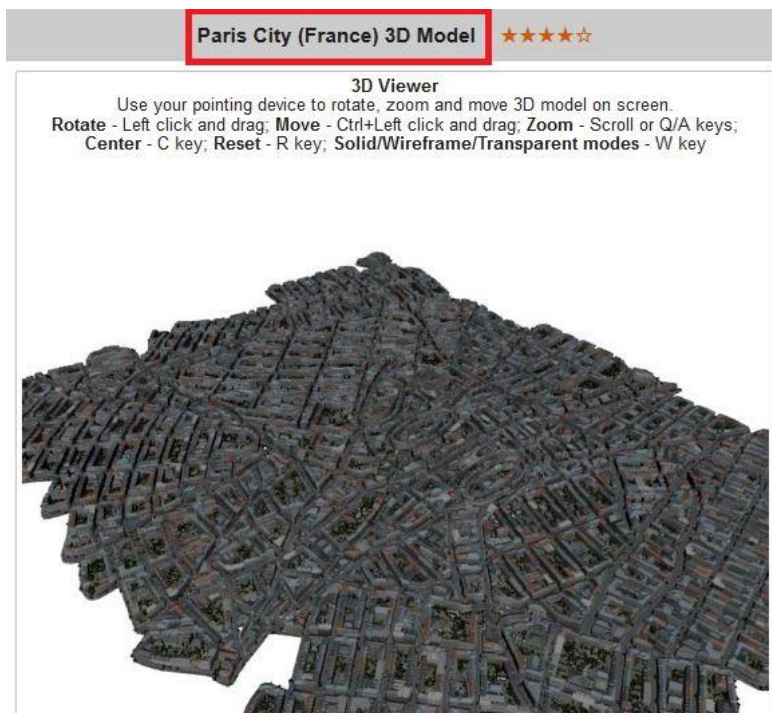 Paris City (France) 3D Model ★★★★☆
3D Viewer
Use your pointing device to rotate, zoom and move 3D model on screen.
Rotate - Left click and drag; Move - Ctrl+Left click and drag; Zoom - Scroll or Q/A keys;
Center - C key; Reset - R key; Solid/Wireframe/Transparent modes - W key